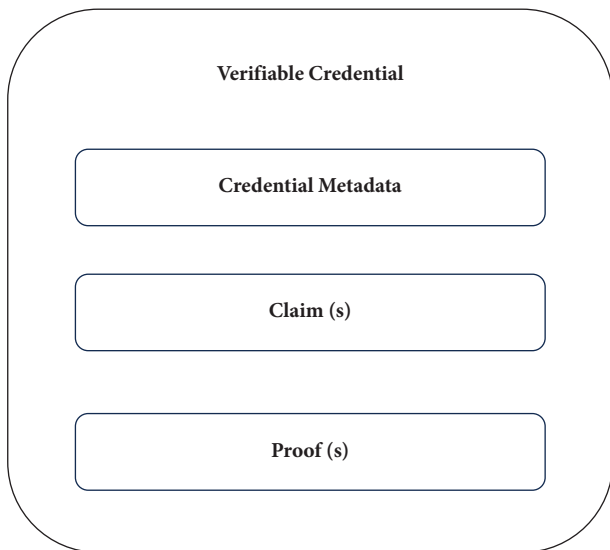 Verifiable Credential
Credential Metadata
Claim (s)
Proof (s)